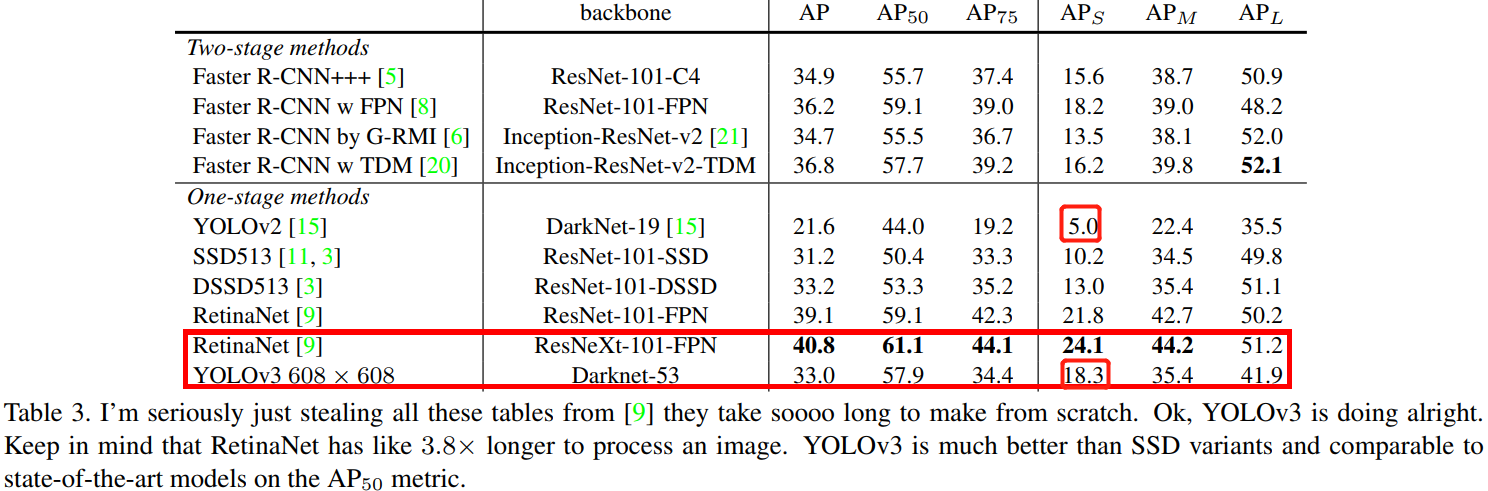 backbone AP AP50 AP75 APS APM APL
Two-stage methods
Faster R-CNN+++ [5] ResNet-101-C4 34.9 55.7 37.4 15.6 38.7 50.9
Faster R-CNN w FPN [8] ResNet-101-FPN 36.2 59.1 39.0 18.2 39.0 48.2
Faster R-CNN by G-RMI [6] Inception-ResNet-v2 [21] 34.7 55.5 36.7 13.5 38.1 52.0
Faster R-CNN w TDM [20] Inception-ResNet-v2-TDM 36.8 57.7 39.2 16.2 39.8 52.1
One-stage methods
YOLOv2 [15] DarkNet-19 [15] 21.6 44.0 19.2 5.0 22.4 35.5
SSD513 [11, 3] ResNet-101-SSD 31.2 50.4 33.3 10.2 34.5 49.8
DSSD513 [3] ResNet-101-DSSD 33.2 53.3 35.2 13.0 35.4 51.1
RetinaNet [9] ResNet-101-FPN 39.1 59.1 42.3 21.8 42.7 50.2
RetinaNet [9] ResNeXt-101-FPN 40.8 61.1 44.1 24.1 44.2 51.2
YOLOv3 608 × 608 Darknet-53 33.0 57.9 34.4 18.3 35.4 41.9
Table 3. I'm seriously just stealing all these tables from [9] they take soooo long to make from scratch. Ok, YOLOv3 is doing alright.
Keep in mind that RetinaNet has like 3.8× longer to process an image. YOLOv3 is much better than SSD variants and comparable to
state-of-the-art models on the AP50 metric.